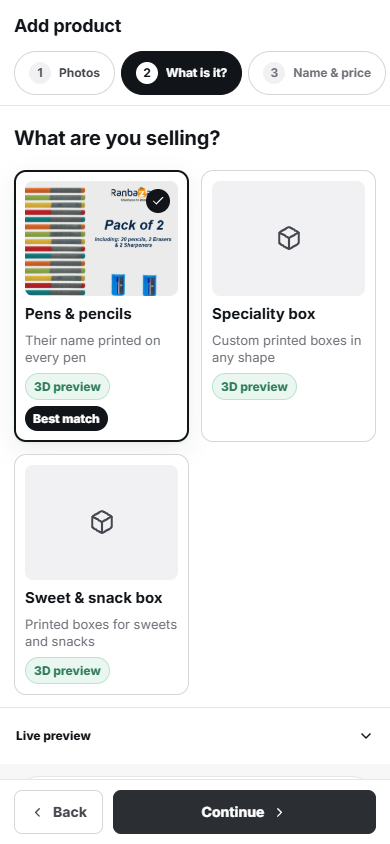 Add product
1 Photos
2 What is it?
3 Name & price
What are you selling?
Pack of 2
Including: 20 pencils, 2 Erasers
& 2 Sharpeners
Pens & pencils
Their name printed on
every pen
3D preview
Best match
Speciality box
Custom printed boxes in
any shape
3D preview
Sweet & snack box
Printed boxes for sweets
and snacks
3D preview
Live preview
Back
Continue